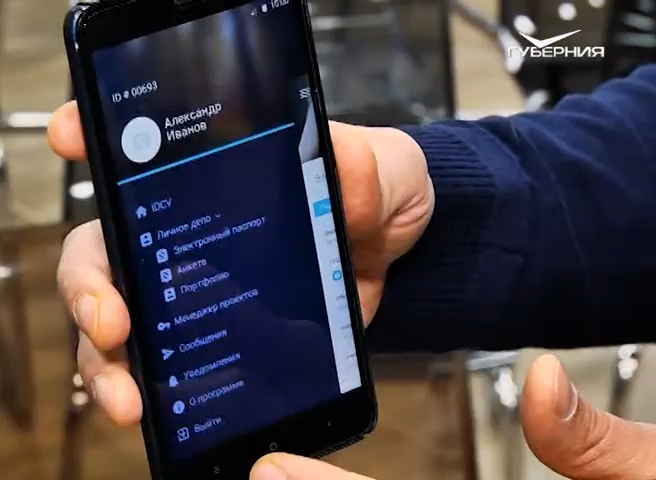 ГУБЕРНИЯ
ID # 00693
Александр
Иванов
IDCV
Личное дело
Электронный паспорт
Анкета
Портфолио
Менеджер проектов
Сообщения
Уведомления
О программе
Выйти